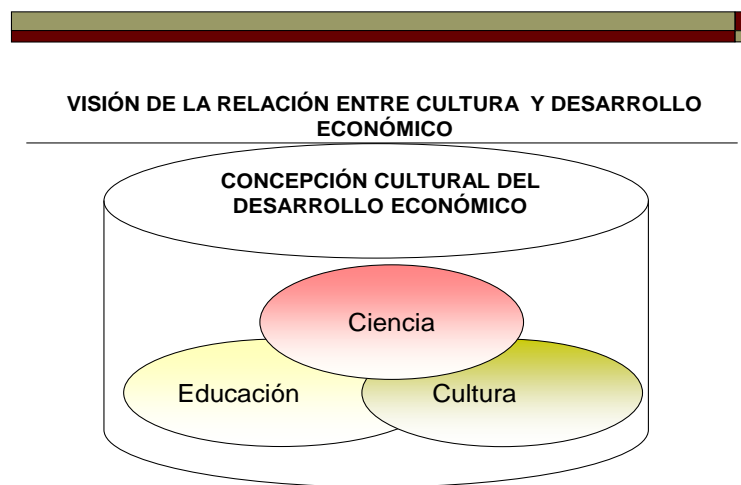 VISIÓN DE LA RELACIÓN ENTRE CULTURA Y DESARROLLO
ECONÓMICO
CONCEPCIÓN CULTURAL DEL
DESARROLLO ECONÓMICO
Ciencia
Educación
Cultura